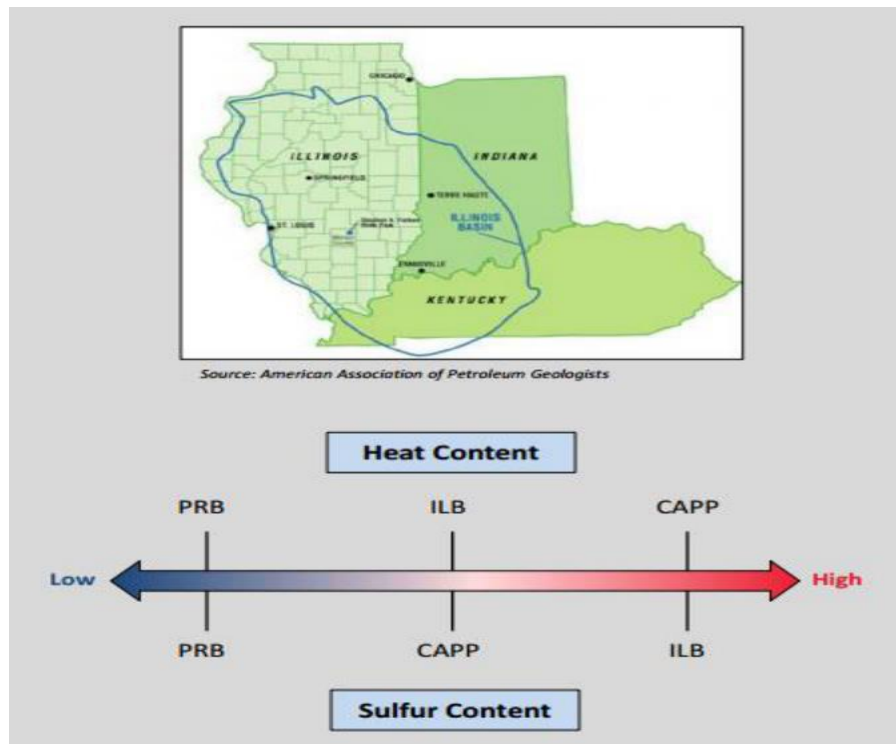 CHICAGO
ILLINOIS
INDIANA
SPRINGFIELD
TERRE HAUTE
ST. LOUIS
ILLINOIS
BASIN
EVANSVILLE
KENTUCKY
Source: American Association of Petroleum Geologists
Heat Content
PRB ILB CAPP
Low High
PRB CAPP ILB
Sulfur Content